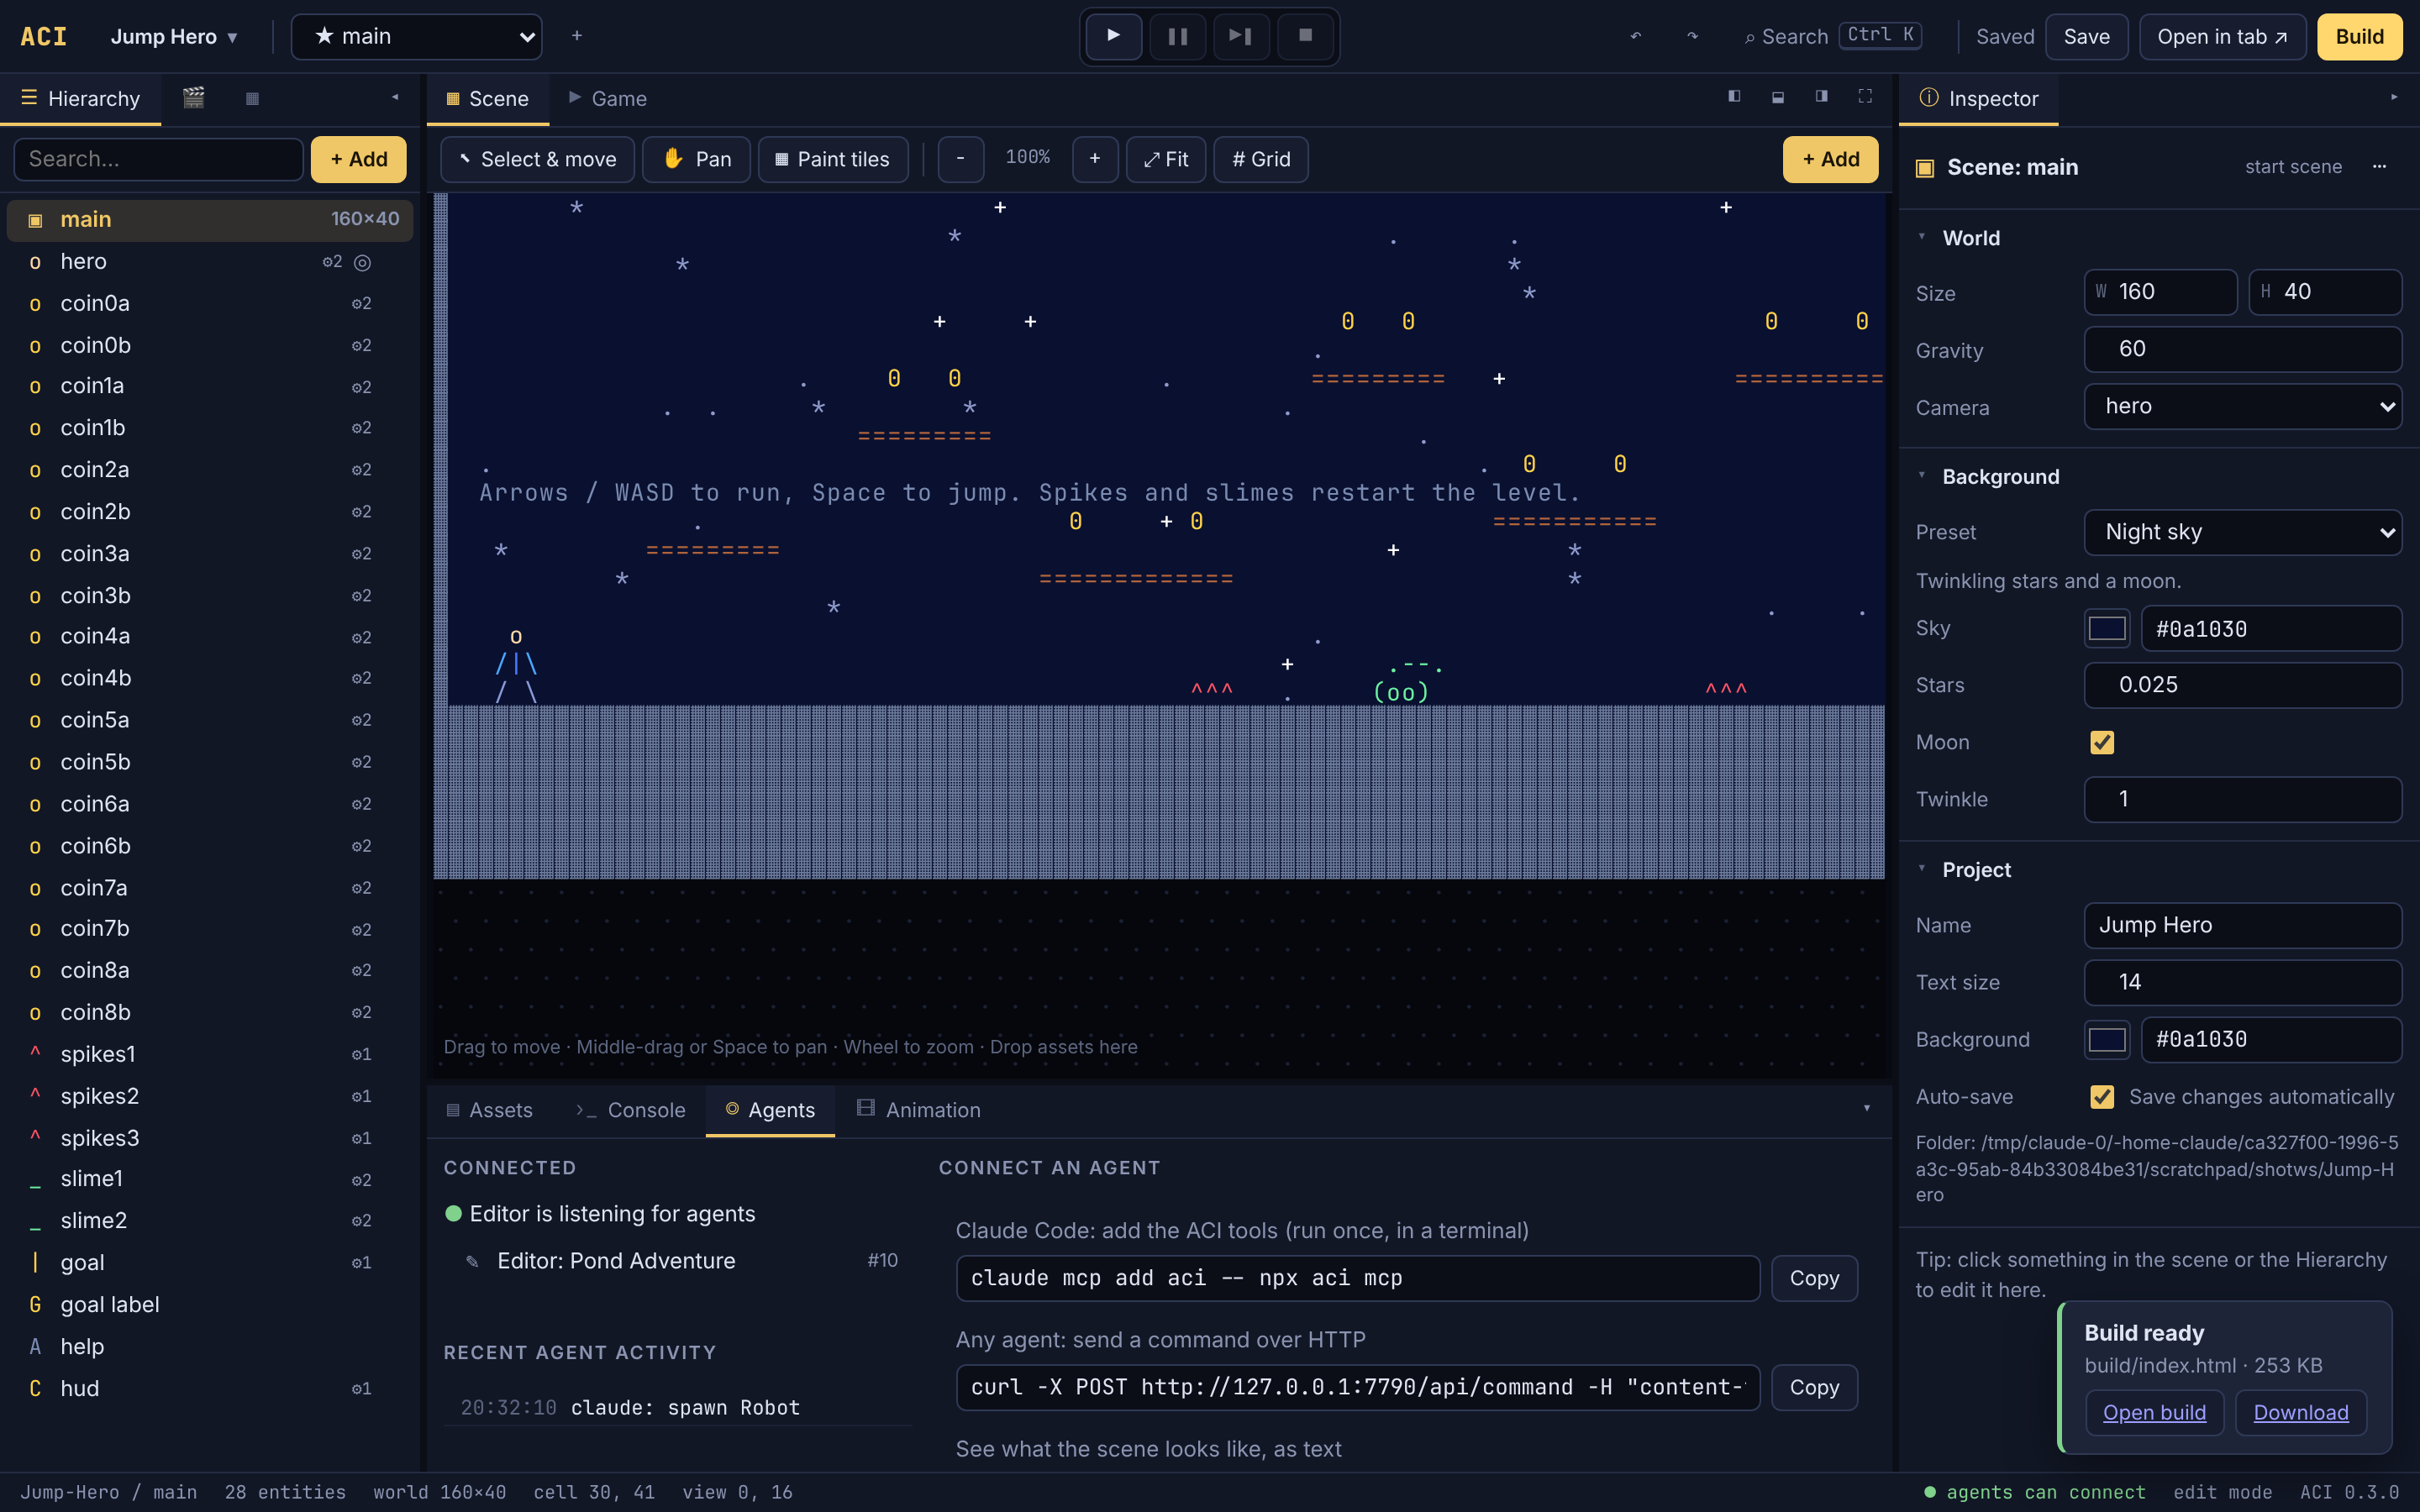 ACI Jump Hero ▾ ★ main + Search Ctrl K Saved Save Open in tab ↗ Build
Hierarchy
Search...
+ Add
main 160×40
hero 2
coin0a 2
coin0b 2
coin1a 2
coin1b 2
coin2a 2
coin2b 2
coin3a 2
coin3b 2
coin4a 2
coin4b 2
coin5a 2
coin5b 2
coin6a 2
coin6b 2
coin7a 2
coin7b 2
coin8a 2
coin8b 2
^ spikes1 1
^ spikes2 1
^ spikes3 1
_ slime1 2
_ slime2 2
| goal 1
G goal label
A help
C hud 1
Scene Game
Select & move Pan Paint tiles - 100% + Fit # Grid + Add
0 0 0 0
0 0
========= ==========
=========
0 0
Arrows / WASD to run, Space to jump. Spikes and slimes restart the level.
0 + 0 ===========
=========
=============
o
/|\ .--.
/ \ ^^^ (oo) ^^^
Drag to move · Middle-drag or Space to pan · Wheel to zoom · Drop assets here
Assets Console Agents Animation
CONNECTED
Editor is listening for agents
Editor: Pond Adventure #10
RECENT AGENT ACTIVITY
20:32:10 claude: spawn Robot
CONNECT AN AGENT
Claude Code: add the ACI tools (run once, in a terminal)
claude mcp add aci -- npx aci mcp Copy
Any agent: send a command over HTTP
curl -X POST http://127.0.0.1:7790/api/command -H "content- Copy
See what the scene looks like, as text
Inspector
Scene: main start scene ···
World
Size W 160 H 40
Gravity 60
Camera hero
Background
Preset Night sky
Twinkling stars and a moon.
Sky #0a1030
Stars 0.025
Moon
Twinkle 1
Project
Name Jump Hero
Text size 14
Background #0a1030
Auto-save Save changes automatically
Folder: /tmp/claude-0/-home-claude/ca327f00-1996-5
a3c-95ab-84b33084be31/scratchpad/shotws/Jump-H
ero
Tip: click something in the scene or the Hierarchy
to edit it here.
Build ready
build/index.html · 253 KB
Open build Download
Jump-Hero / main 28 entities world 160×40 cell 30, 41 view 0, 16 agents can connect edit mode ACI 0.3.0